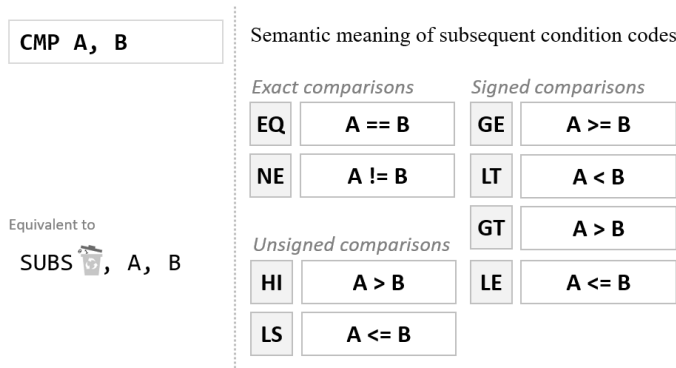 CMP A, B
Equivalent to
SUBS , A, B
Semantic meaning of subsequent condition codes
Exact comparisons
EQ A == B
NE A != B
Unsigned comparisons
HI A > B
LS A <= B
Signed comparisons
GE A >= B
LT A < B
GT A > B
LE A <= B